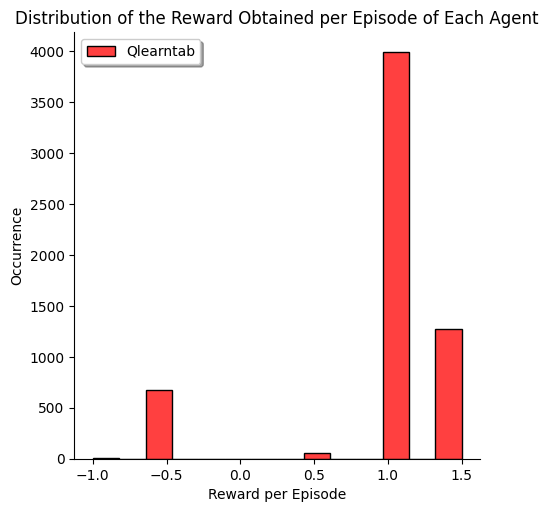 Distribution of the Reward Obtained per Episode of Each Agent
Qlearntab
4000
3500
3000
2500
2000
1500
1000
500
0
Occurrence
−1.0 −0.5 0.0 0.5 1.0 1.5
Reward per Episode